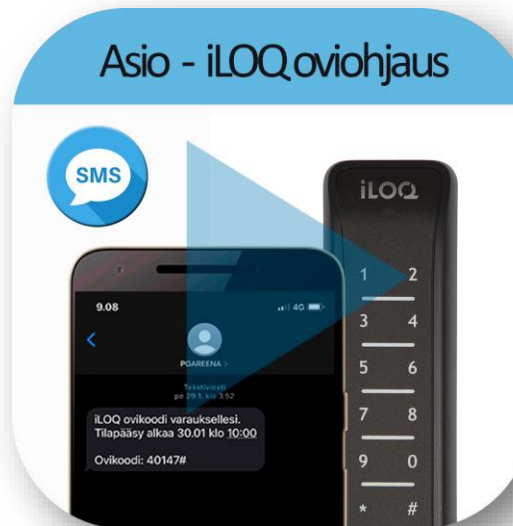 Asio - iLOQ oviohjaus
SMS
iLOQ
9.08
4G
PGAREENA >
Tekstiviesti
pe 29.1. klo 3.52
iLOQ ovikoodi varauksellesi.
Tilapääsy alkaa 30.01 klo 10:00
Ovikoodi: 40147#
1 2
3 4
5 6
7 8
9 0
* #